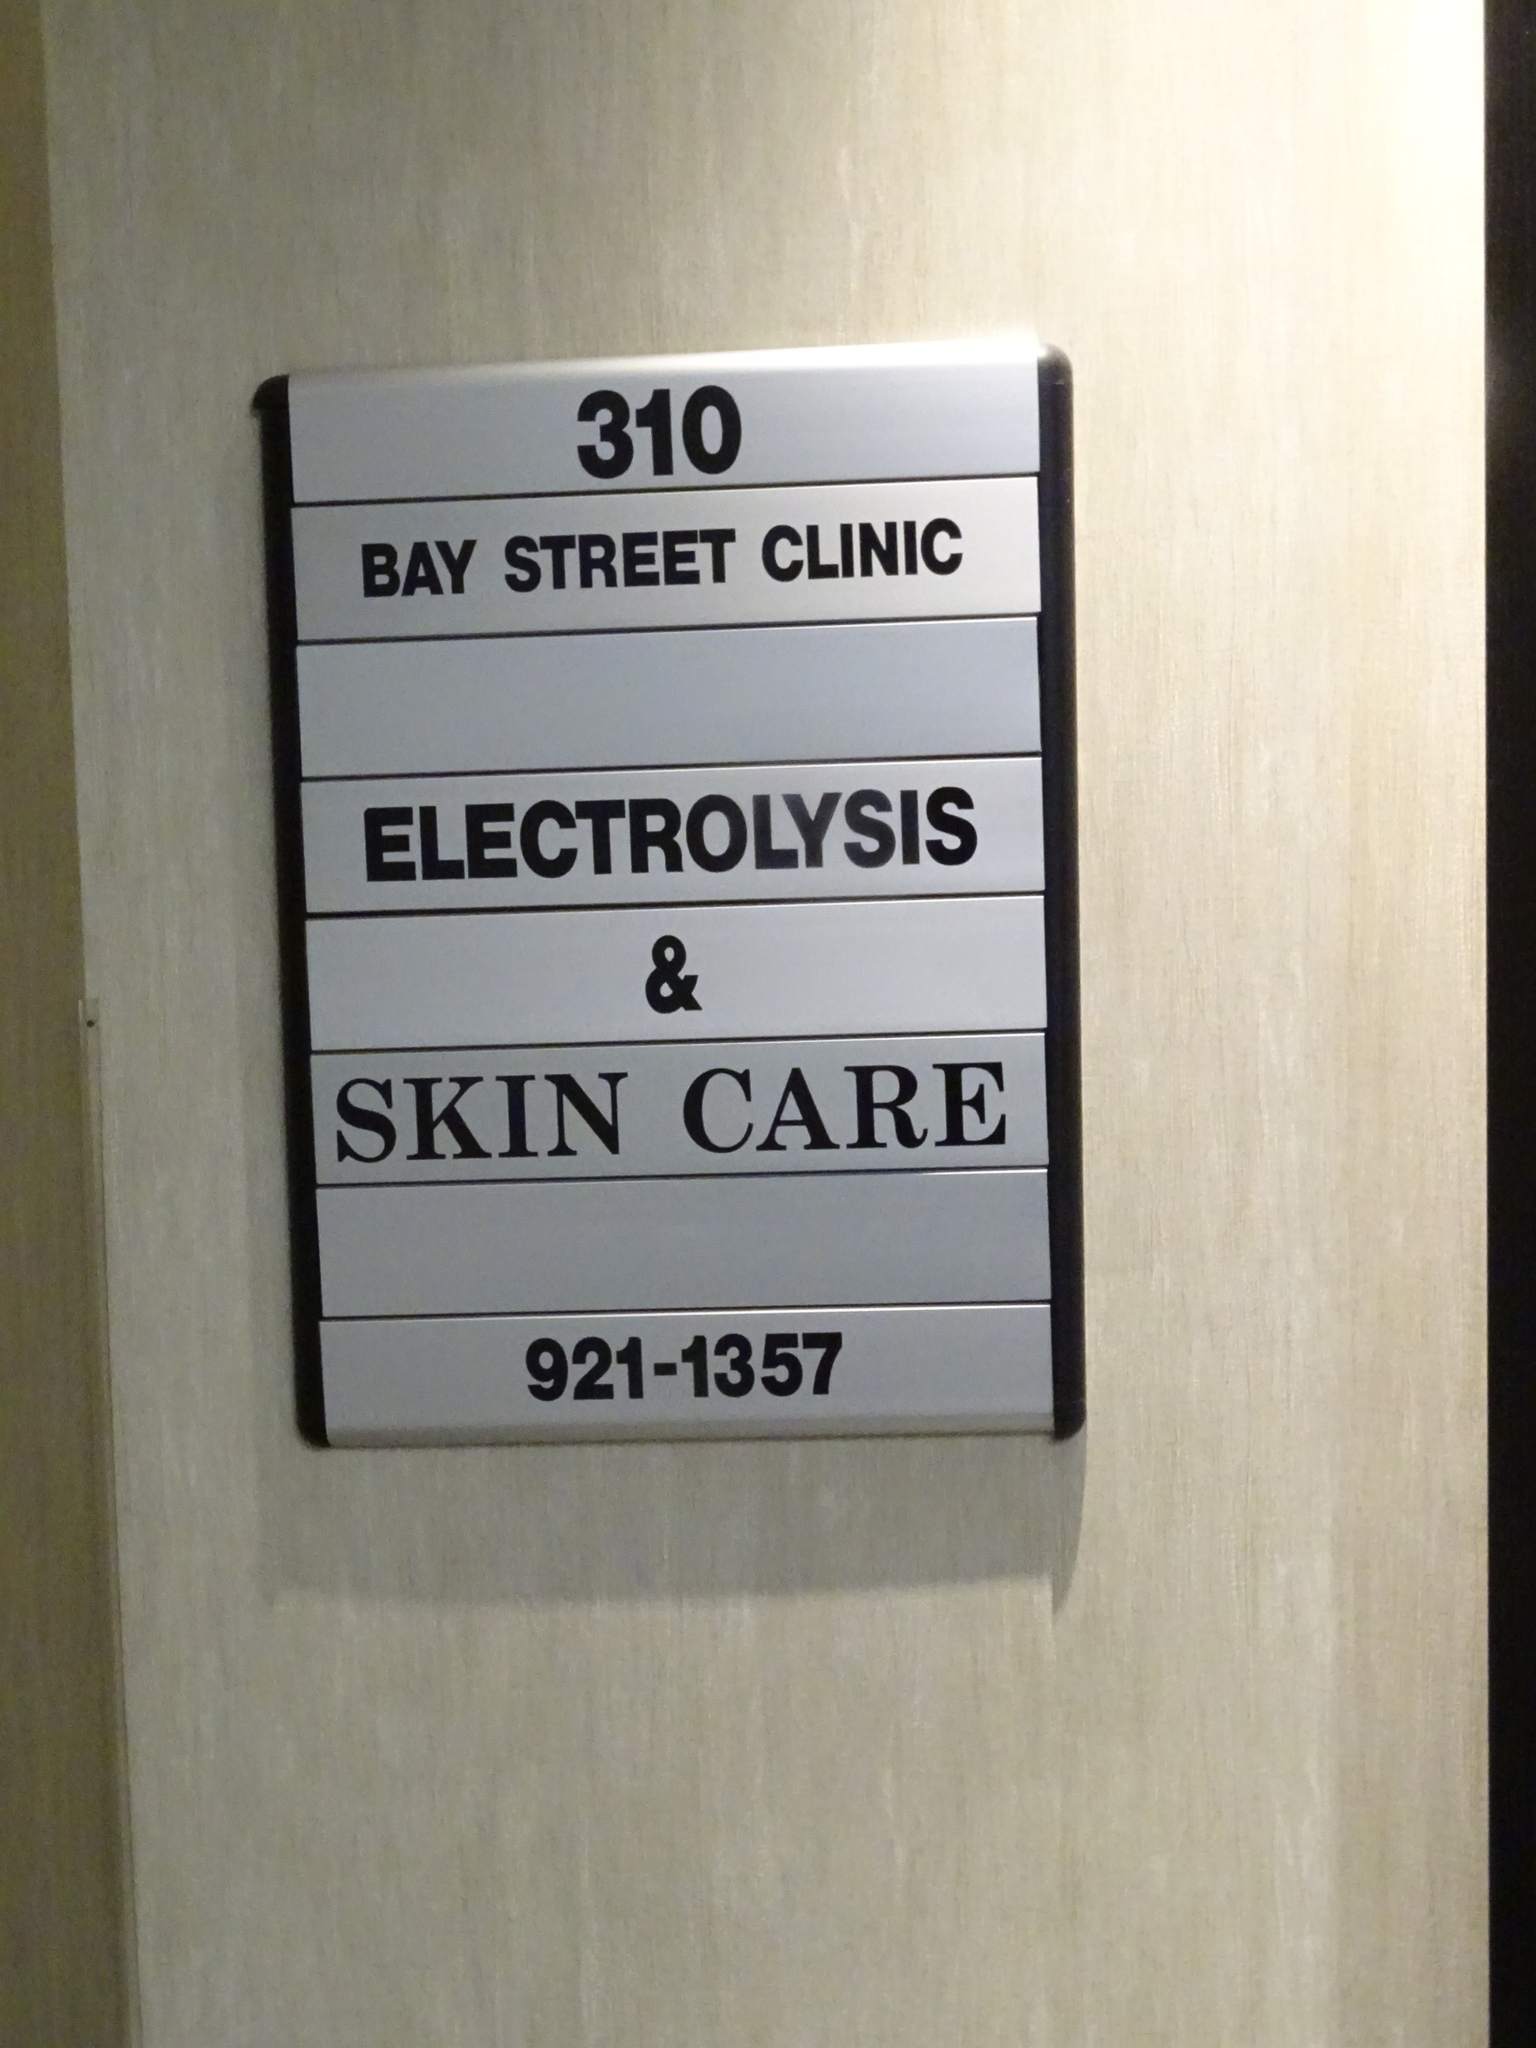 310
BAY STREET CLINIC
ELECTROLYSIS
&
SKIN CARE
921-1357